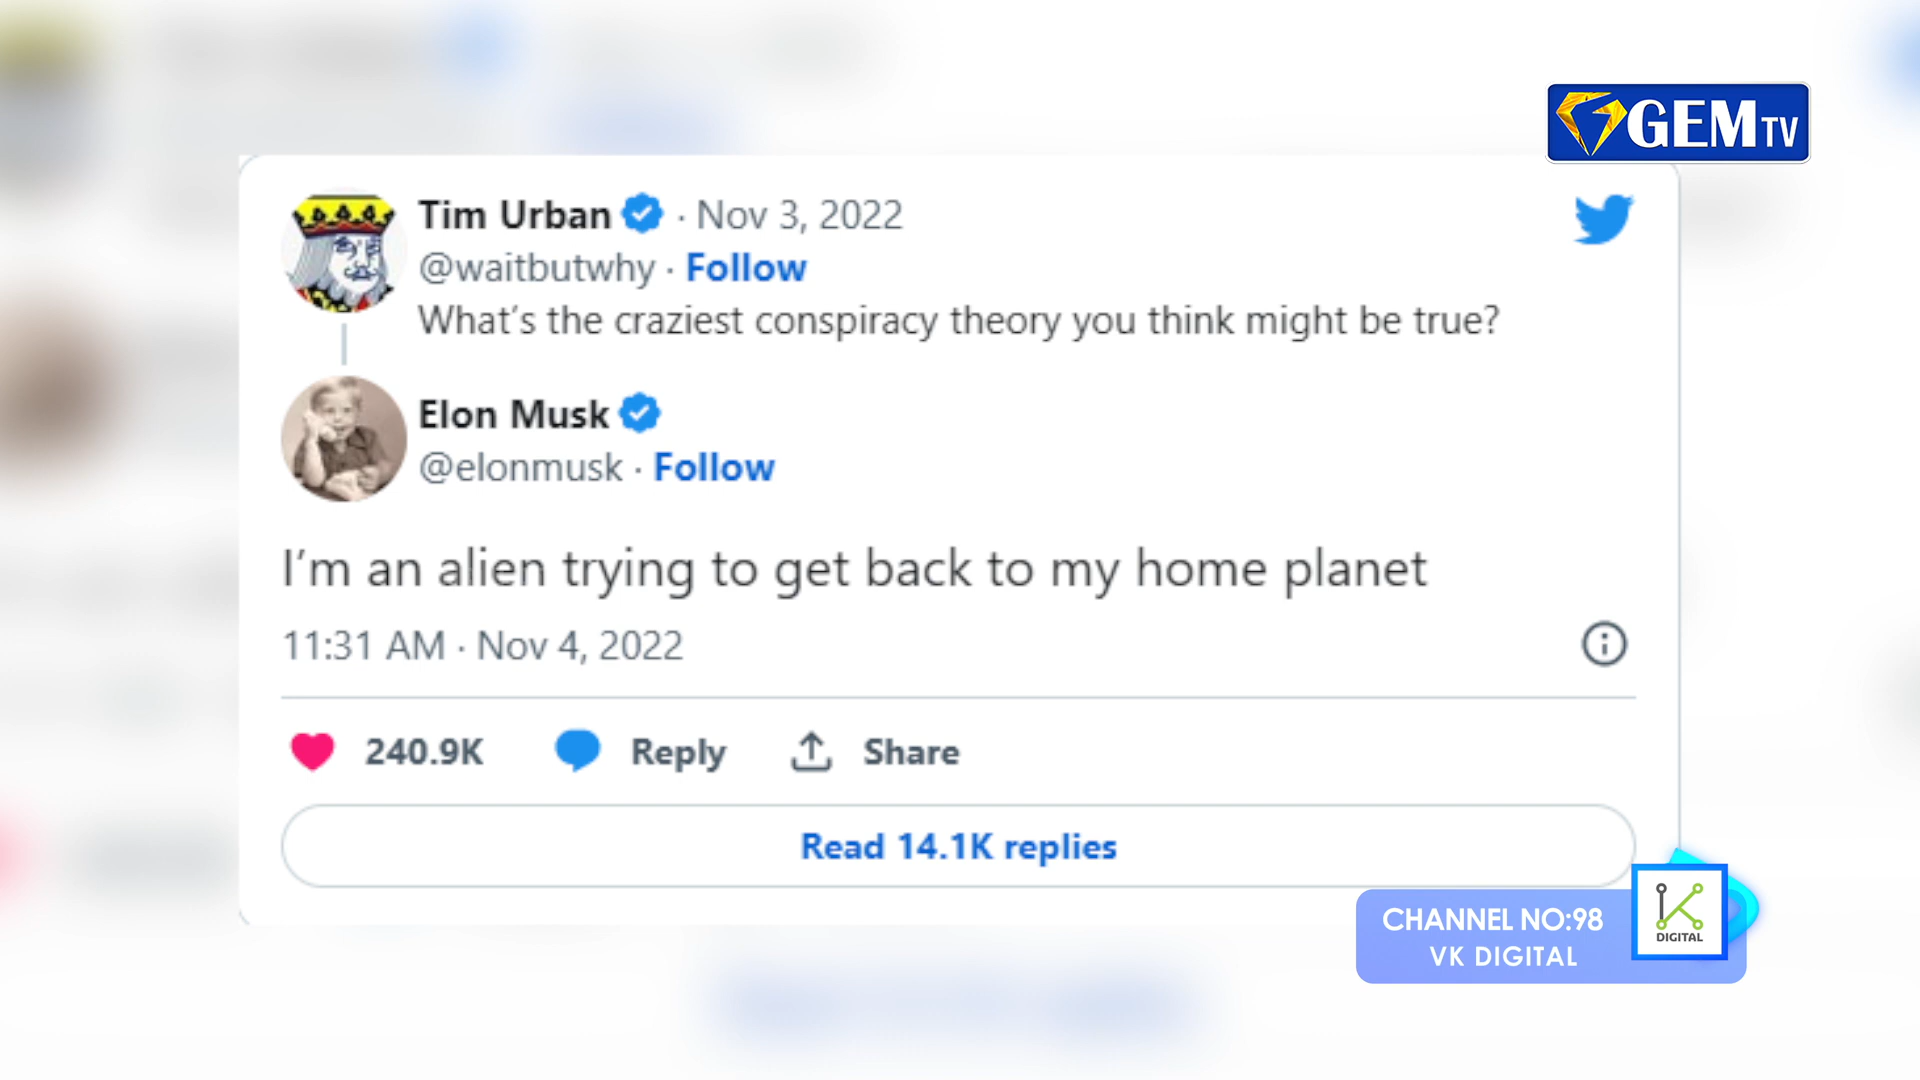 GEM TV
Tim Urban · Nov 3, 2022
@waitbutwhy · Follow
What's the craziest conspiracy theory you think might be true?
Elon Musk
@elonmusk · Follow
I'm an alien trying to get back to my home planet
11:31 AM · Nov 4, 2022
240.9K Reply Share
Read 14.1K replies
CHANNEL NO:98
VK DIGITAL
K DIGITAL